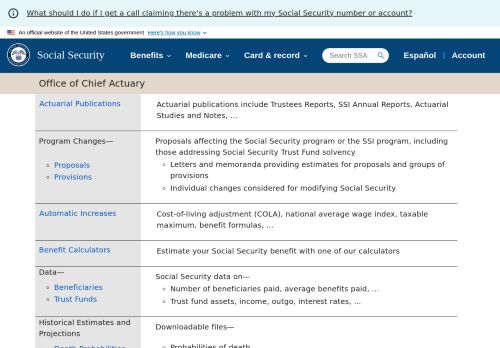 What should I do if I get a call claiming there's a problem with my Social Security number or account?
An official website of the United States government Here's how you know
Social Security Benefits Medicare Card & record Search SSA Español Account
Office of Chief Actuary
Actuarial Publications
Actuarial publications include Trustees Reports, SSI Annual Reports, Actuarial
Studies and Notes, ...
Program Changes—
Proposals
Provisions
Proposals affecting the Social Security program or the SSI program, including
those addressing Social Security Trust Fund solvency
Letters and memoranda providing estimates for proposals and groups of
provisions
Individual changes considered for modifying Social Security
Automatic Increases
Cost-of-living adjustment (COLA), national average wage index, taxable
maximum, benefit formulas, ...
Benefit Calculators
Estimate your Social Security benefit with one of our calculators
Data—
Beneficiaries
Trust Funds
Social Security data on—
Number of beneficiaries paid, average benefits paid, ...
Trust fund assets, income, outgo, interest rates, ...
Historical Estimates and
Projections
Death Probabilities
Downloadable files—
Probabilities of death